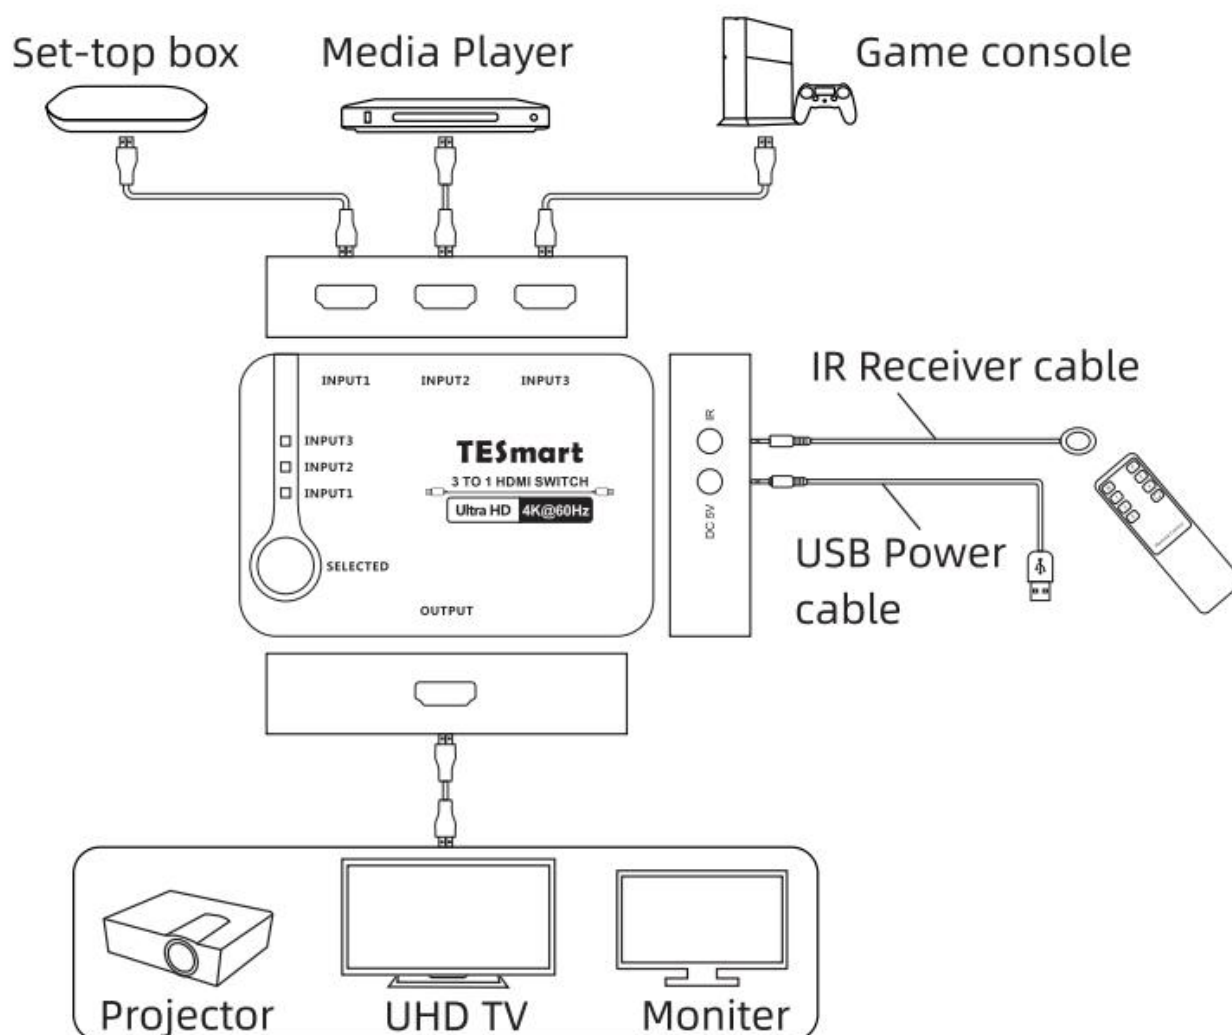 Set-top box
Media Player
Game console
INPUT1
INPUT2
INPUT3
INPUT3
INPUT2
INPUT1
SELECTED
TESmart
3 TO 1 HDMI SWITCH
Ultra HD 4K@60Hz
OUTPUT
IR
DC 5V
IR Receiver cable
USB Power
cable
Projector
UHD TV
Moniter